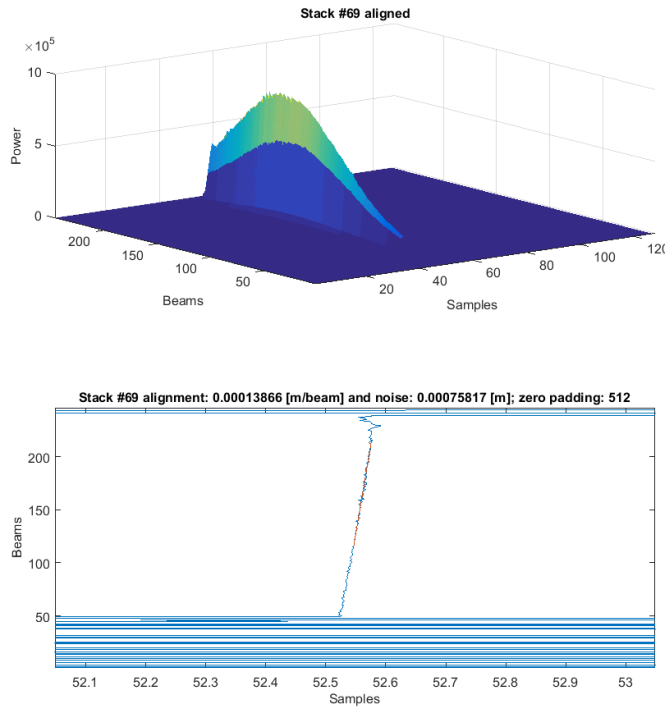 Stack #69 aligned
×10⁵
10
5
0
Power
200
150
100
50
Beams
20
40
60
80
100
120
Samples
Stack #69 alignment: 0.00013866 [m/beam] and noise: 0.00075817 [m]; zero padding: 512
200
150
100
50
Beams
52.1 52.2 52.3 52.4 52.5 52.6 52.7 52.8 52.9 53
Samples